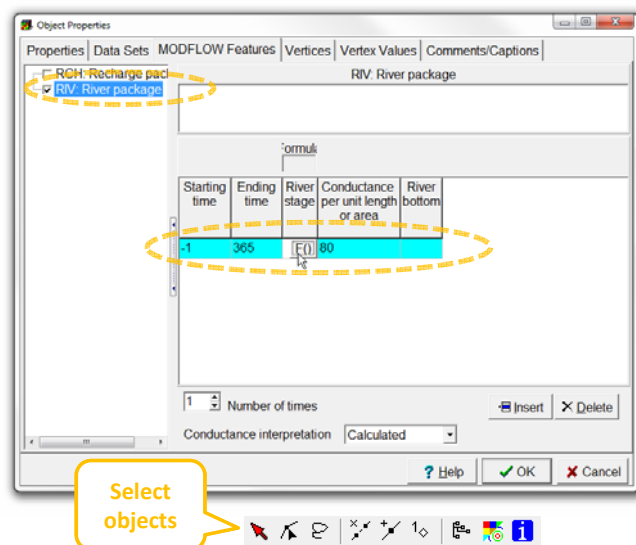 Object Properties
Properties Data Sets MODFLOW Features Vertices Vertex Values Comments/Captions
RCH: Recharge pacl
RIV: River package
RIV: River package
Formula
Starting time Ending time River stage Conductance per unit length or area River bottom
-1 365 F() 80
1 Number of times
Insert Delete
Conductance interpretation Calculated
? Help OK Cancel
Select
objects